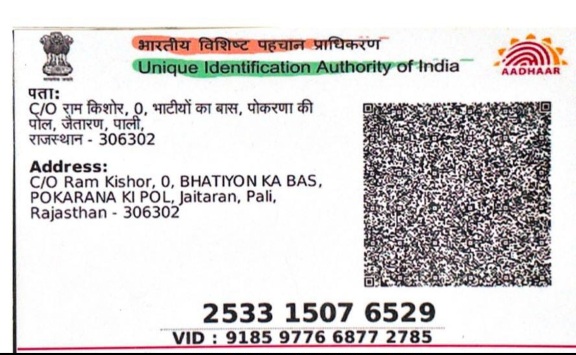 भारतीय विशिष्ट पहचान प्राधिकरण
Unique Identification Authority of India
AADHAAR
पता:
C/O राम किशोर, 0, भाटीयों का बास, पोकरणा की
पोल, जैतारण, पाली,
राजस्थान - 306302
Address:
C/O Ram Kishor, 0, BHATIYON KA BAS,
POKARANA KI POL, Jaitaran, Pali,
Rajasthan - 306302
2533 1507 6529
VID : 9185 9776 6877 2785